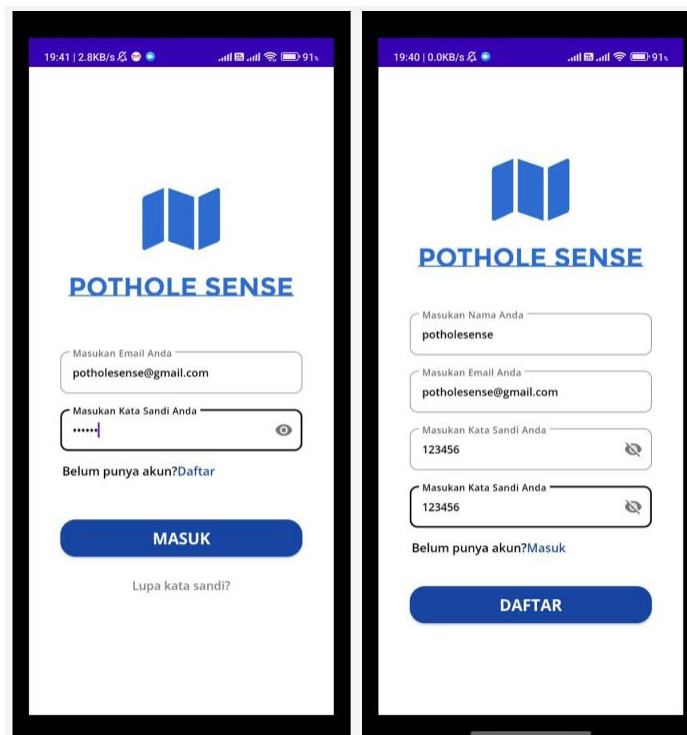 19:41 | 2.8KB/s
91%
POTHOLE SENSE
Masukan Email Anda
potholesense@gmail.com
Masukan Kata Sandi Anda
••••••
Belum punya akun?Daftar
MASUK
Lupa kata sandi?
19:40 | 0.0KB/s
91%
POTHOLE SENSE
Masukan Nama Anda
potholesense
Masukan Email Anda
potholesense@gmail.com
Masukan Kata Sandi Anda
123456
Masukan Kata Sandi Anda
123456
Belum punya akun?Masuk
DAFTAR